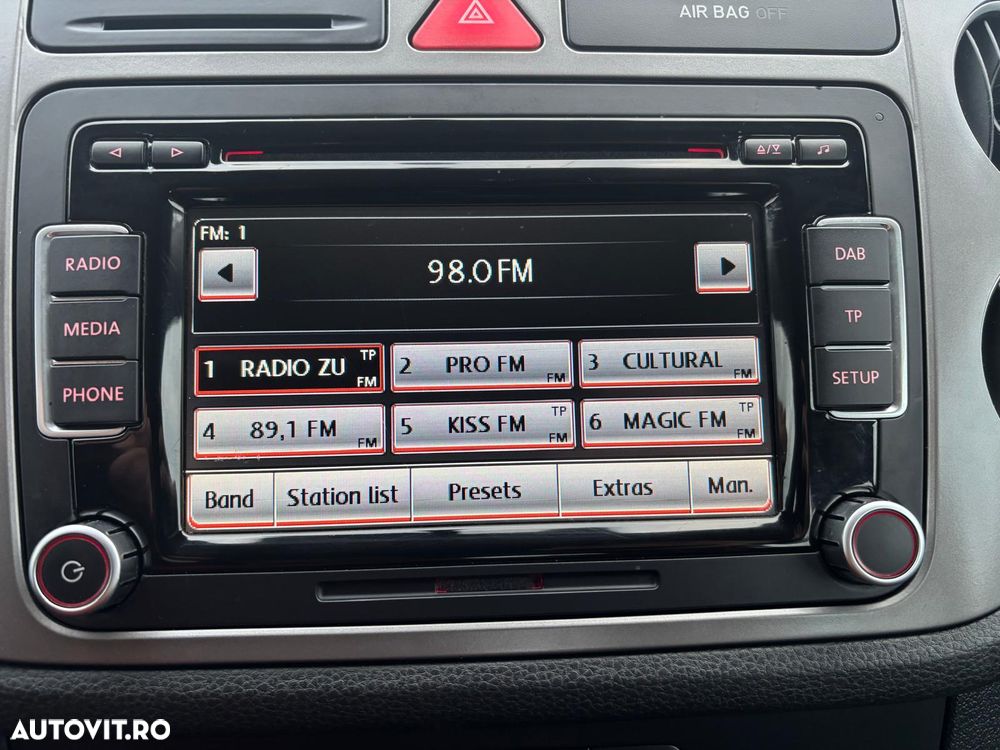 AIR BAG OFF
RADIO
MEDIA
PHONE
FM: 1
98.0 FM
1 RADIO ZU TP FM
2 PRO FM FM
3 CULTURAL FM
4 89,1 FM FM
5 KISS FM TP FM
6 MAGIC FM TP FM
Band Station list Presets Extras Man.
DAB
TP
SETUP
AUTOVIT.RO